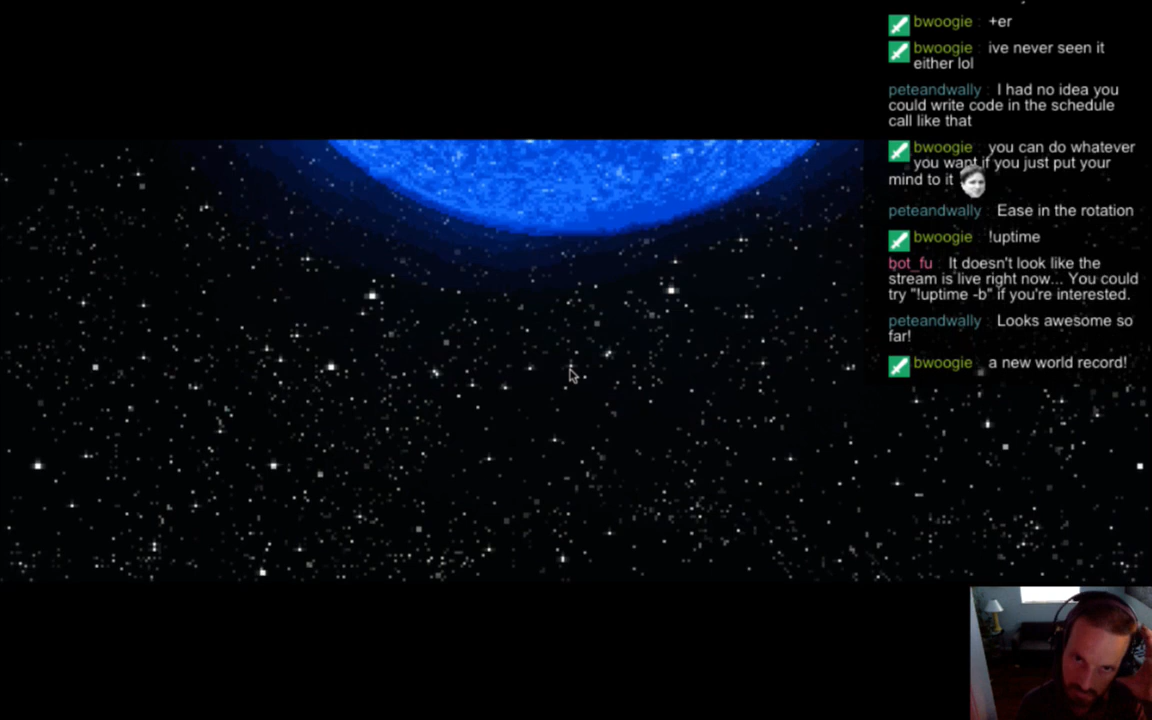 bwoogie : +er
bwoogie : ive never seen it
either lol
peteandwally : I had no idea you
could write code in the schedule
call like that
bwoogie : you can do whatever
you want if you just put your
mind to it
peteandwally : Ease in the rotation
bwoogie : !uptime
bot_fu : It doesn't look like the
stream is live right now... You could
try "!uptime -b" if you're interested.
peteandwally : Looks awesome so
far!
bwoogie : a new world record!